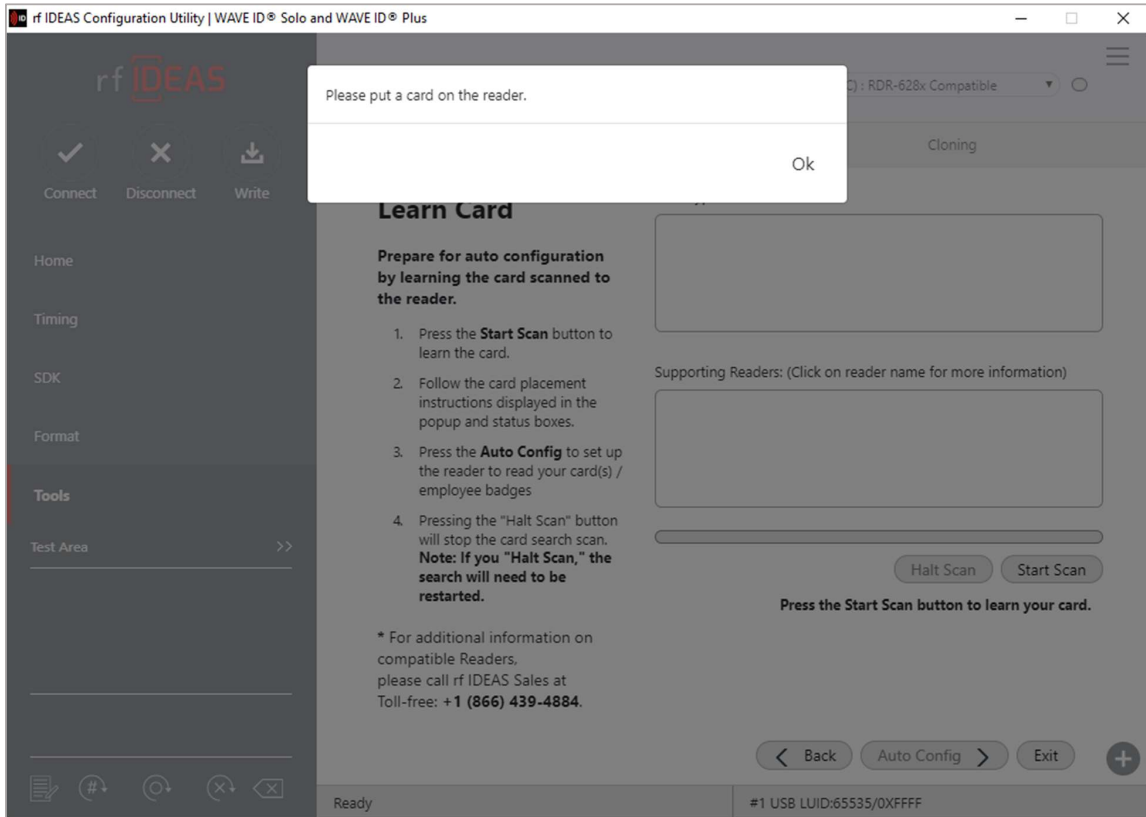 rf IDEAS Configuration Utility | WAVE ID® Solo and WAVE ID® Plus
rf IDEAS
Connect Disconnect Write
Home
Timing
SDK
Format
Tools
Test Area >>
Please put a card on the reader.
Ok
: RDR-628x Compatible
Cloning
Learn Card
Prepare for auto configuration
by learning the card scanned to
the reader.
1. Press the Start Scan button to
learn the card.
2. Follow the card placement
instructions displayed in the
popup and status boxes.
3. Press the Auto Config to set up
the reader to read your card(s) /
employee badges
4. Pressing the "Halt Scan" button
will stop the card search scan.
Note: If you "Halt Scan," the
search will need to be
restarted.
* For additional information on
compatible Readers,
please call rf IDEAS Sales at
Toll-free: +1 (866) 439-4884.
Supporting Readers: (Click on reader name for more information)
Halt Scan Start Scan
Press the Start Scan button to learn your card.
Back Auto Config Exit
Ready
#1 USB LUID:65535/0XFFFF